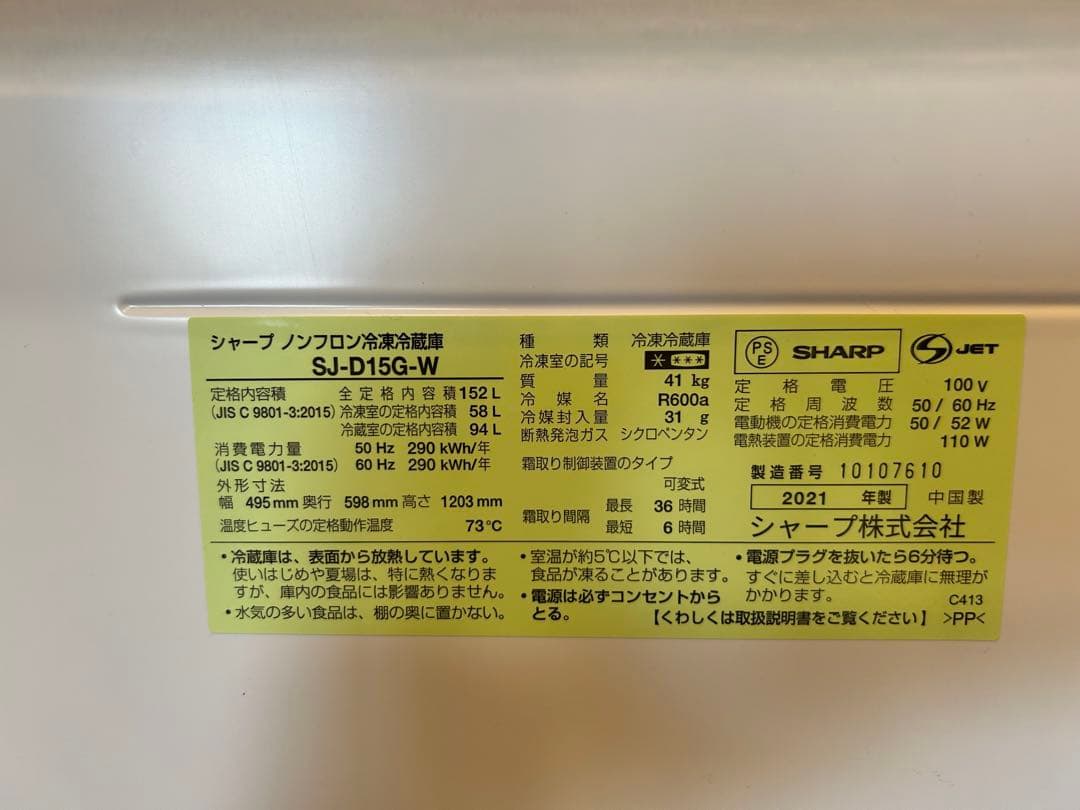 シャープ ノンフロン冷凍冷蔵庫
SJ-D15G-W
定格内容積 全定格内容積 152 L
(JIS C 9801-3:2015) 冷凍室の定格内容積 58 L
冷蔵室の定格内容積 94 L
消費電力量 50 Hz 290 kWh/年
(JIS C 9801-3:2015) 60 Hz 290 kWh/年
外形寸法
幅 495 mm 奥行 598 mm 高さ 1203 mm
温度ヒューズの定格動作温度 73℃
種類 冷凍冷蔵庫
冷凍室の記号 * ***
質量 41 kg
冷媒名 R600a
冷媒封入量 31 g
断熱発泡ガス シクロペンタン
霜取り制御装置のタイプ
可変式
霜取り間隔 最長 36 時間
最短 6 時間
PSE SHARP S JET
定格電圧 100 V
定格周波数 50 / 60 Hz
電動機の定格消費電力 50 / 52 W
電熱装置の定格消費電力 110 W
製造番号 10107610
2021 年製 中国製
シャープ株式会社
・冷蔵庫は、表面から放熱しています。
使いはじめや夏場は、特に熱くなりま
すが、庫内の食品には影響ありません。
・水気の多い食品は、棚の奥に置かない。
・室温が約5℃以下では、
食品が凍ることがあります。
・電源は必ずコンセントから
とる。
・電源プラグを抜いたら6分待つ。
すぐに差し込むと冷蔵庫に無理が
かかります。
C413
【くわしくは取扱説明書をご覧ください】 >PP<